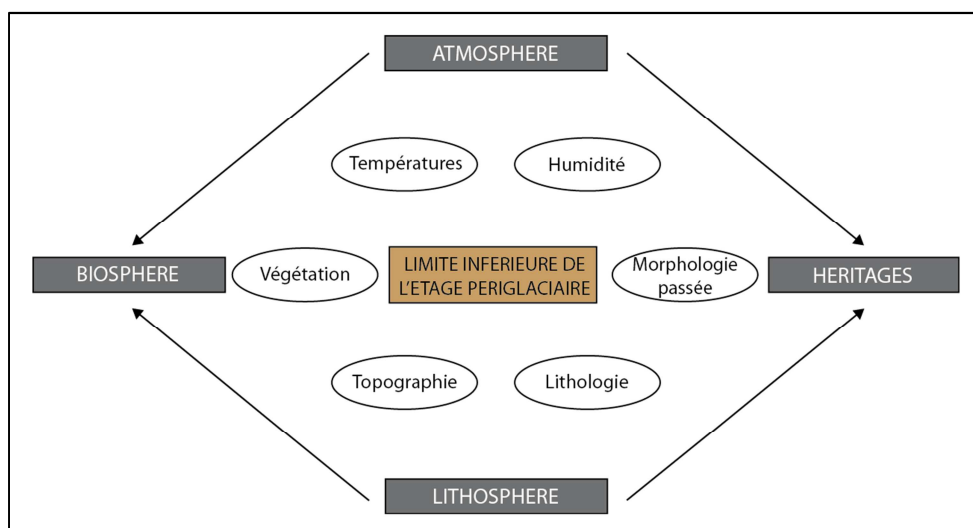 ATMOSPHERE
Températures
Humidité
BIOSPHERE
Végétation
LIMITE INFERIEURE DE
L'ETAGE PERIGLACIAIRE
Morphologie
passée
HERITAGES
Topographie
Lithologie
LITHOSPHERE